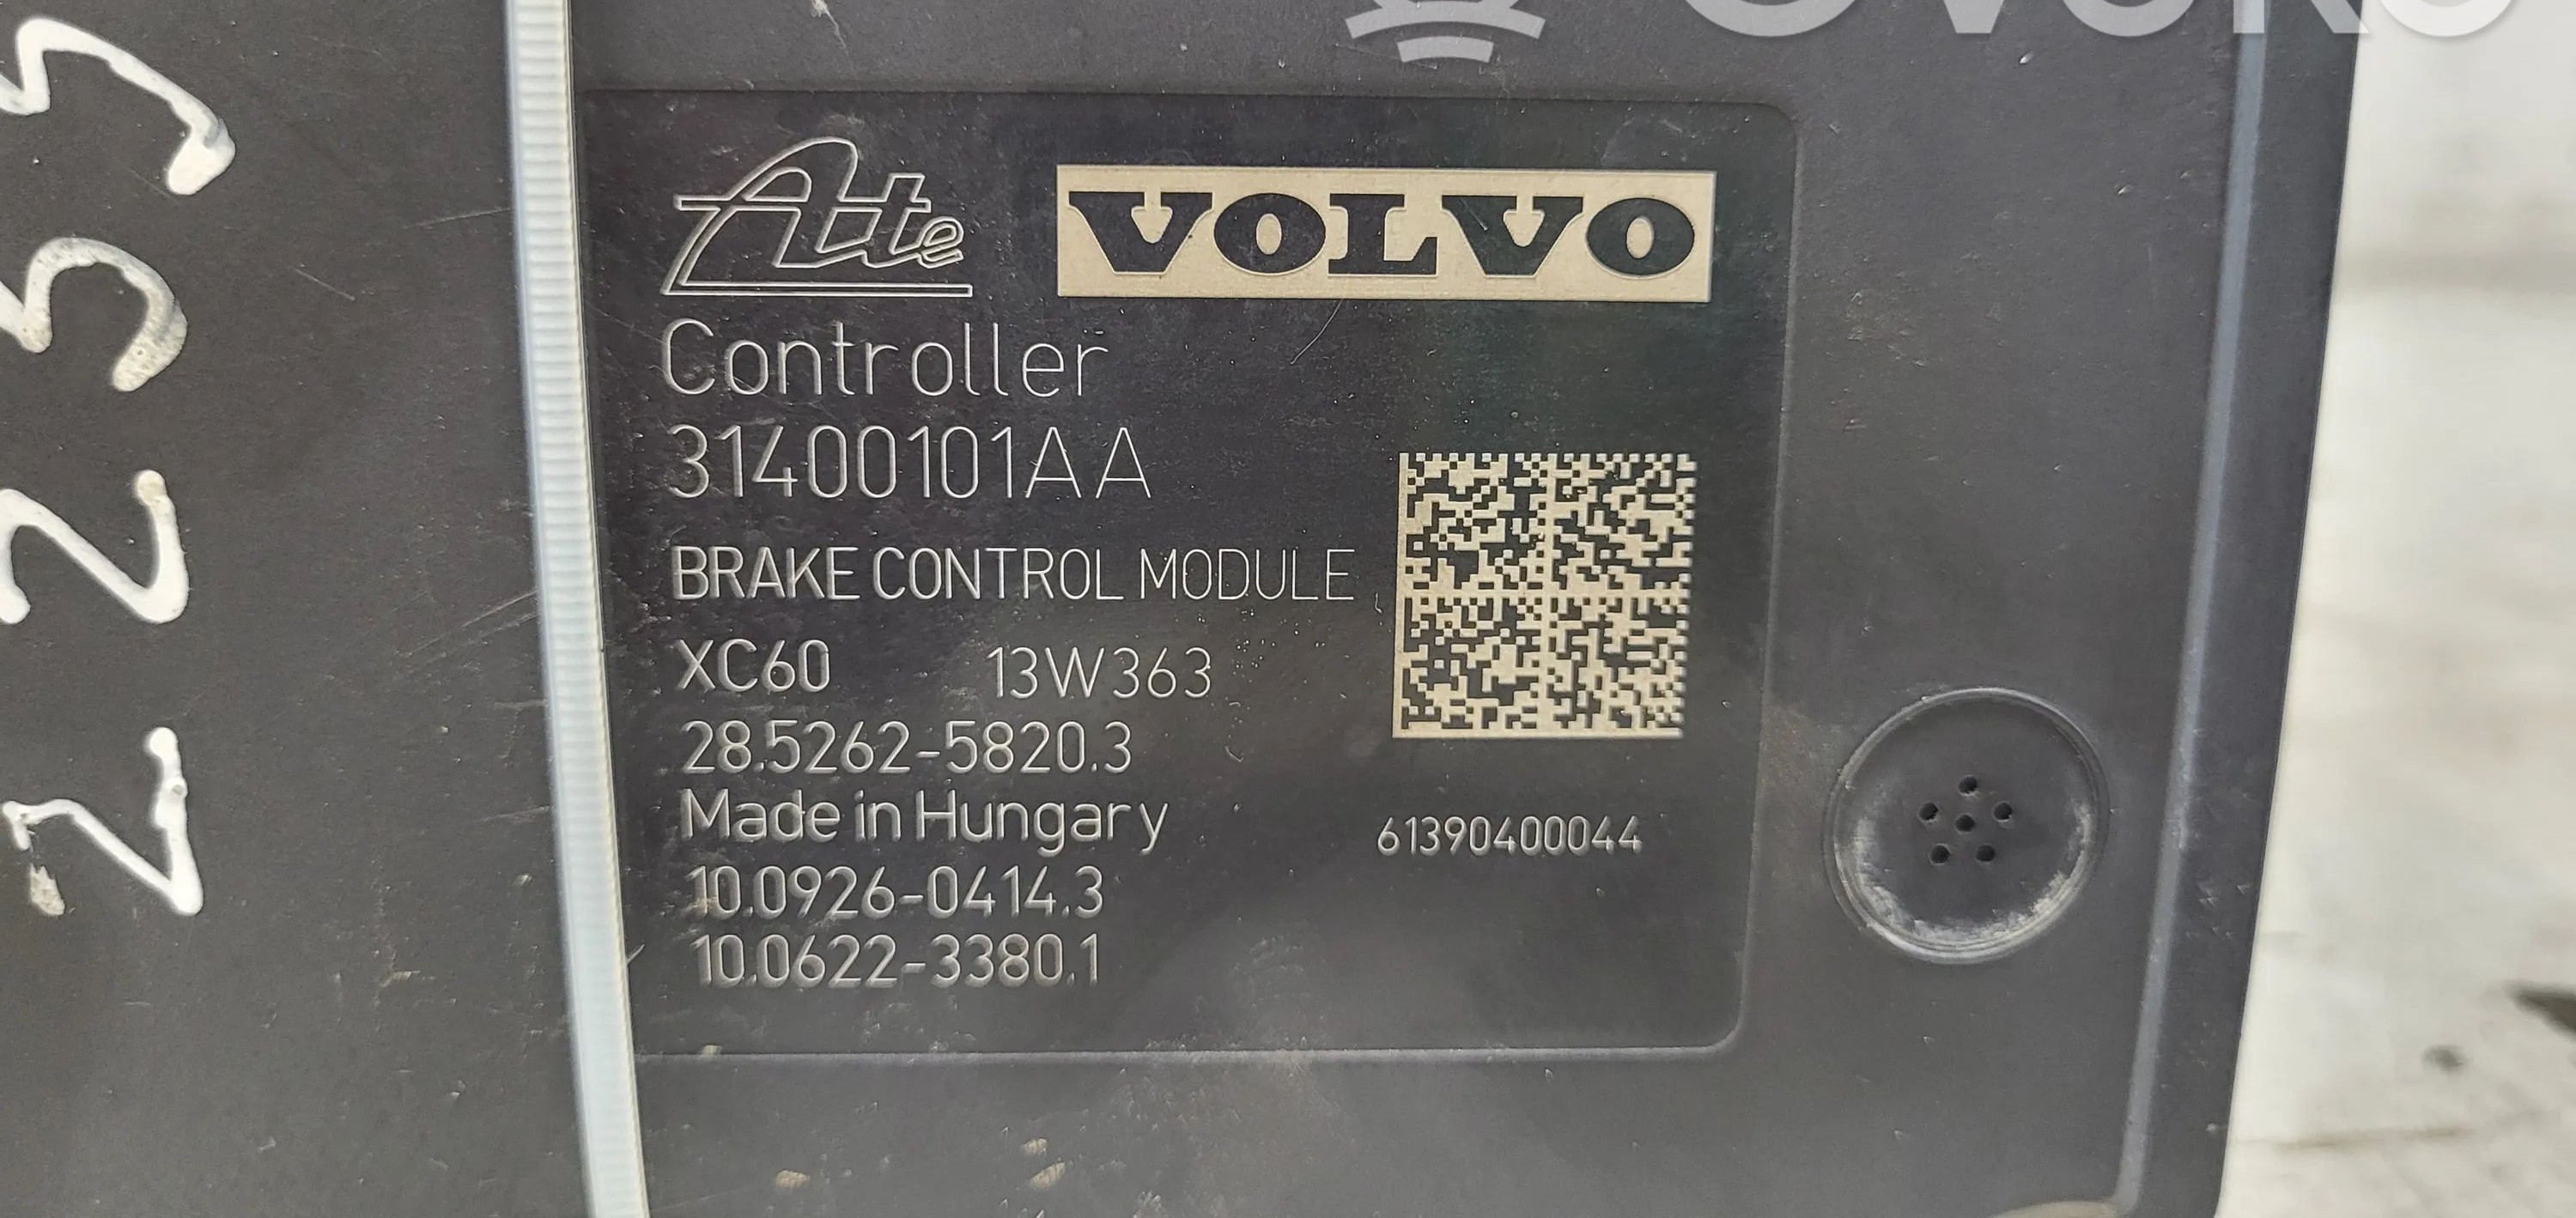 Ate VOLVO
Controller
31400101AA
BRAKE CONTROL MODULE
XC60 13W363
28.5262-5820.3
Made in Hungary
61390400044
10.0926-0414.3
10.0622-3380.1